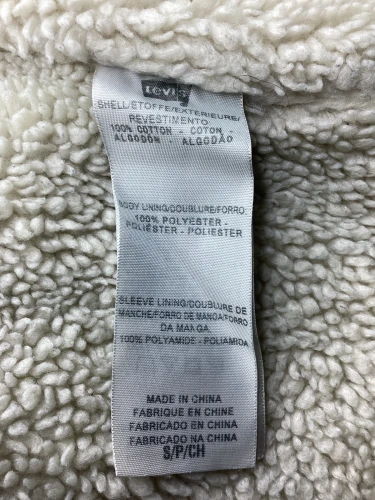 Levi's
SHELL/STOFFE/EXTERIEURE/
REVESTIMENTO
100% COTTON - COTON -
ALGODON - ALGODÃO
BODY LINING/DOUBLURE/FORRO
100% POLYESTER -
POLIÉSTER - POLIESTER
SLEEVE LINING/DOUBLURE DE
MANCHE/FORRO DE MANGA/FORRO
DA MANGA
100% POLYAMIDE - POLIAMIDA
MADE IN CHINA
FABRIQUE EN CHINE
FABRICADO EN CHINA
FABRICADO NA CHINA
S/P/CH